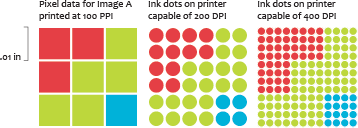 Pixel data for Image A
printed at 100 PPI
Ink dots on printer
capable of 200 DPI
Ink dots on printer
capable of 400 DPI
.01 in